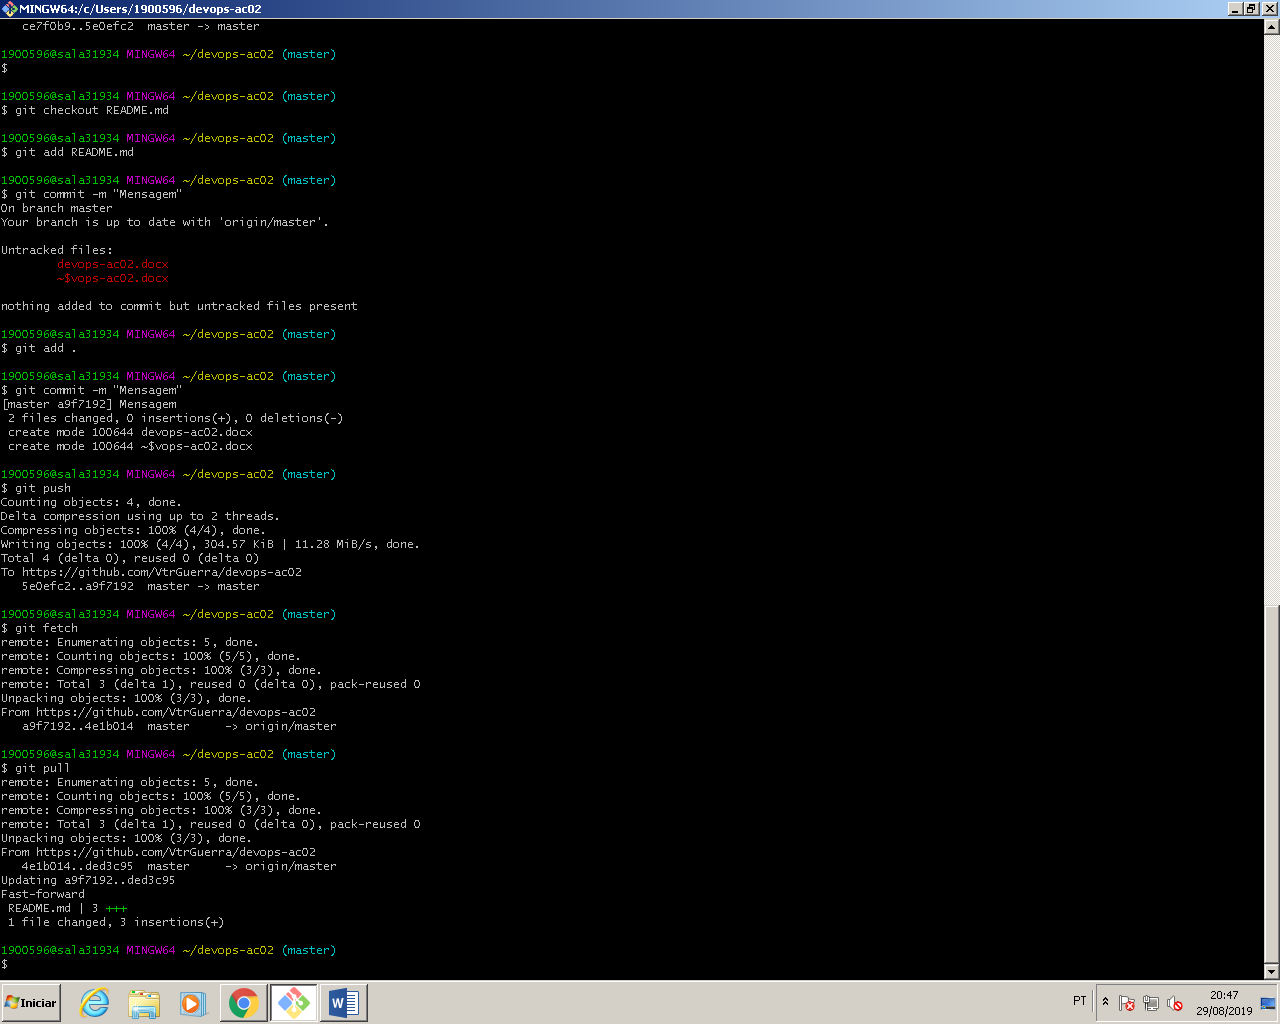 MINGW64:/c/Users/1900596/devops-ac02
   ce7f0b9..5e0efc2  master -> master

1900596@sala31934 MINGW64 ~/devops-ac02 (master)
$

1900596@sala31934 MINGW64 ~/devops-ac02 (master)
$ git checkout README.md

1900596@sala31934 MINGW64 ~/devops-ac02 (master)
$ git add README.md

1900596@sala31934 MINGW64 ~/devops-ac02 (master)
$ git commit -m "Mensagem"
On branch master
Your branch is up to date with 'origin/master'.

Untracked files:
        devops-ac02.docx
        ~$vops-ac02.docx

nothing added to commit but untracked files present

1900596@sala31934 MINGW64 ~/devops-ac02 (master)
$ git add .

1900596@sala31934 MINGW64 ~/devops-ac02 (master)
$ git commit -m "Mensagem"
[master a9f7192] Mensagem
 2 files changed, 0 insertions(+), 0 deletions(-)
 create mode 100644 devops-ac02.docx
 create mode 100644 ~$vops-ac02.docx

1900596@sala31934 MINGW64 ~/devops-ac02 (master)
$ git push
Counting objects: 4, done.
Delta compression using up to 2 threads.
Compressing objects: 100% (4/4), done.
Writing objects: 100% (4/4), 304.57 KiB | 11.28 MiB/s, done.
Total 4 (delta 0), reused 0 (delta 0)
To https://github.com/VtrGuerra/devops-ac02
   5e0efc2..a9f7192  master -> master

1900596@sala31934 MINGW64 ~/devops-ac02 (master)
$ git fetch
remote: Enumerating objects: 5, done.
remote: Counting objects: 100% (5/5), done.
remote: Compressing objects: 100% (3/3), done.
remote: Total 3 (delta 1), reused 0 (delta 0), pack-reused 0
Unpacking objects: 100% (3/3), done.
From https://github.com/VtrGuerra/devops-ac02
   a9f7192..4e1b014  master     -> origin/master

1900596@sala31934 MINGW64 ~/devops-ac02 (master)
$ git pull
remote: Enumerating objects: 5, done.
remote: Counting objects: 100% (5/5), done.
remote: Compressing objects: 100% (3/3), done.
remote: Total 3 (delta 1), reused 0 (delta 0), pack-reused 0
Unpacking objects: 100% (3/3), done.
From https://github.com/VtrGuerra/devops-ac02
   4e1b014..ded3c95  master     -> origin/master
Updating a9f7192..ded3c95
Fast-forward
 README.md | 3 +++
 1 file changed, 3 insertions(+)

1900596@sala31934 MINGW64 ~/devops-ac02 (master)
$
Iniciar
PT
20:47
29/08/2019